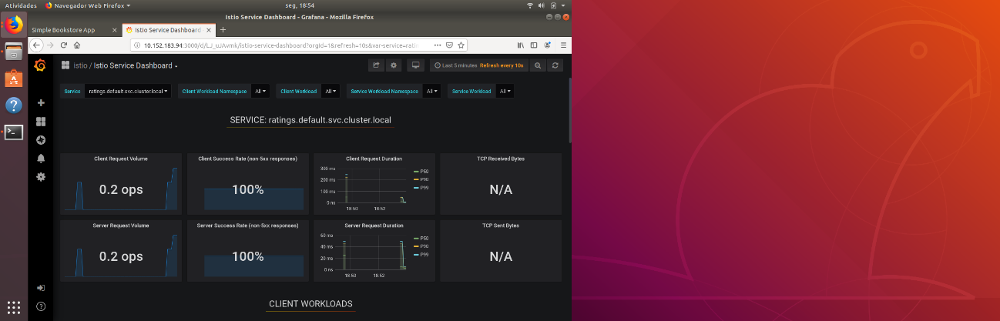 Atividades Navegador Web Firefox seg, 18:54
Istio Service Dashboard - Grafana - Mozilla Firefox
Simple Bookstore App Istio Service Dashboard
10.152.183.94:3000/d/LJ_uJAvmk/istio-service-dashboard?orgId=1&refresh=10s&var-service=ratin
istio / Istio Service Dashboard Last 5 minutes Refresh every 10s
Service ratings.default.svc.cluster.local Client Workload Namespace All Client Workload All Service Workload Namespace All Service Workload All
SERVICE: ratings.default.svc.cluster.local
Client Request Volume
0.2 ops
Client Success Rate (non-5xx responses)
100%
Client Request Duration
300 ms
200 ms
100 ms
0 ns
18:50 18:52
P50
P90
P99
TCP Received Bytes
N/A
Server Request Volume
0.2 ops
Server Success Rate (non-5xx responses)
100%
Server Request Duration
60 ms
40 ms
20 ms
0 ns
18:50 18:52
P50
P90
P99
TCP Sent Bytes
N/A
CLIENT WORKLOADS